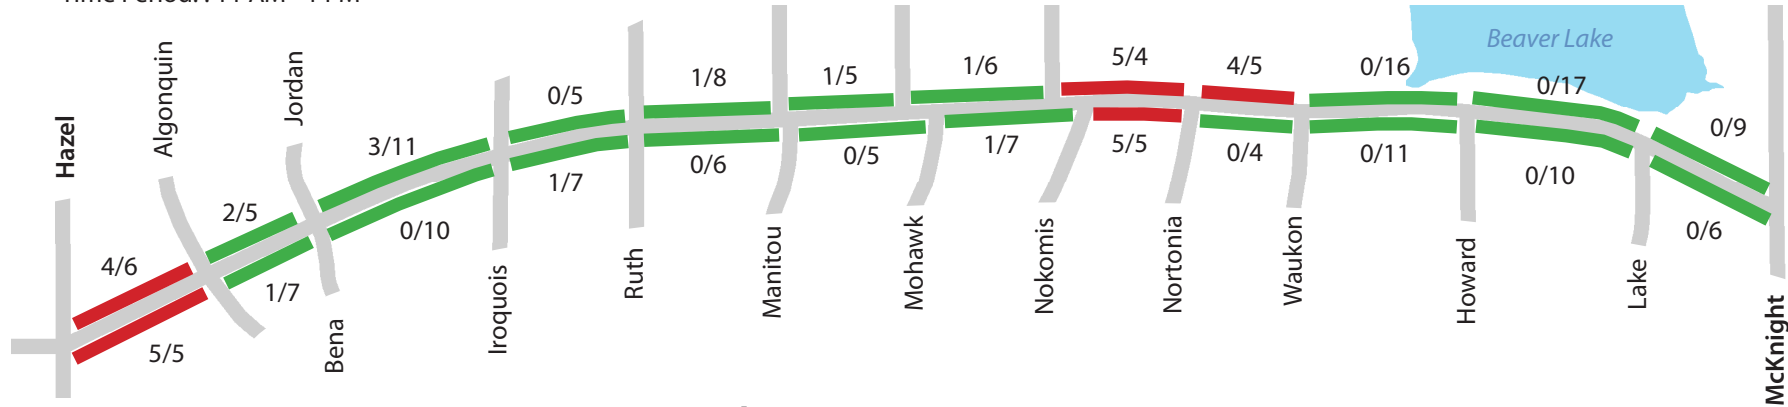 Hazel
Algonquin
Jordan
Bena
Iroquois
Ruth
Manitou
Mohawk
Nokomis
Nortonia
Waukon
Howard
Lake
McKnight
Beaver Lake
4/6
2/5
3/11
0/5
1/8
1/5
1/6
5/4
4/5
0/16
0/17
0/9
5/5
1/7
0/10
1/7
0/6
0/5
1/7
5/5
0/4
0/11
0/10
0/6